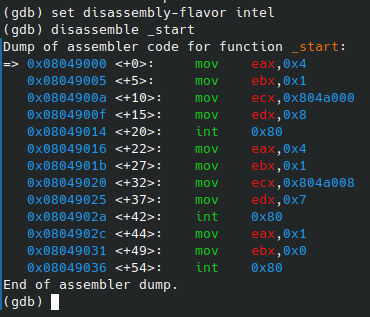 (gdb) set disassembly-flavor intel
(gdb) disassemble _start
Dump of assembler code for function _start:
=> 0x08049000 <+0>:     mov    eax,0x4
   0x08049005 <+5>:     mov    ebx,0x1
   0x0804900a <+10>:    mov    ecx,0x804a000
   0x0804900f <+15>:    mov    edx,0x8
   0x08049014 <+20>:    int    0x80
   0x08049016 <+22>:    mov    eax,0x4
   0x0804901b <+27>:    mov    ebx,0x1
   0x08049020 <+32>:    mov    ecx,0x804a008
   0x08049025 <+37>:    mov    edx,0x7
   0x0804902a <+42>:    int    0x80
   0x0804902c <+44>:    mov    eax,0x1
   0x08049031 <+49>:    mov    ebx,0x0
   0x08049036 <+54>:    int    0x80
End of assembler dump.
(gdb)